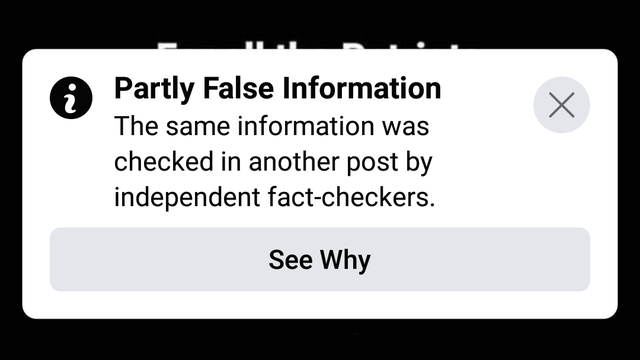 Partly False Information
The same information was
checked in another post by
independent fact-checkers.
See Why